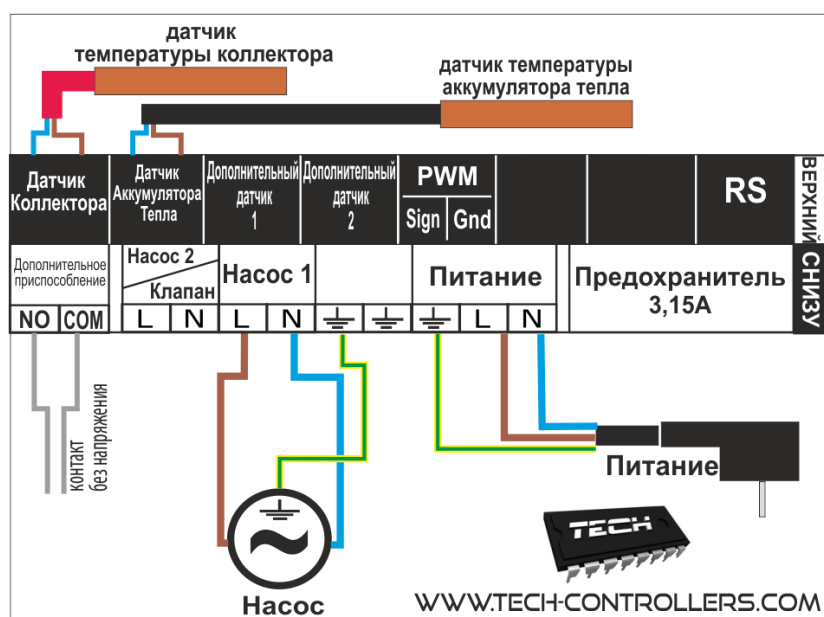 датчик
температуры коллектора
датчик температуры
аккумулятора тепла
Датчик
Коллектора
Датчик
Аккумулятора
Тепла
Дополнительный
датчик
1
Дополнительный
датчик
2
PWM
Sign Gnd
RS
ВЕРХНИЙ
Дополнительное
приспособление
Насос 2
Клапан
Насос 1
Питание
Предохранитель
3,15А
СНИЗУ
NO COM L N L N L N
контакт
без напряжения
Питание
Насос
TECH
WWW.TECH-CONTROLLERS.COM